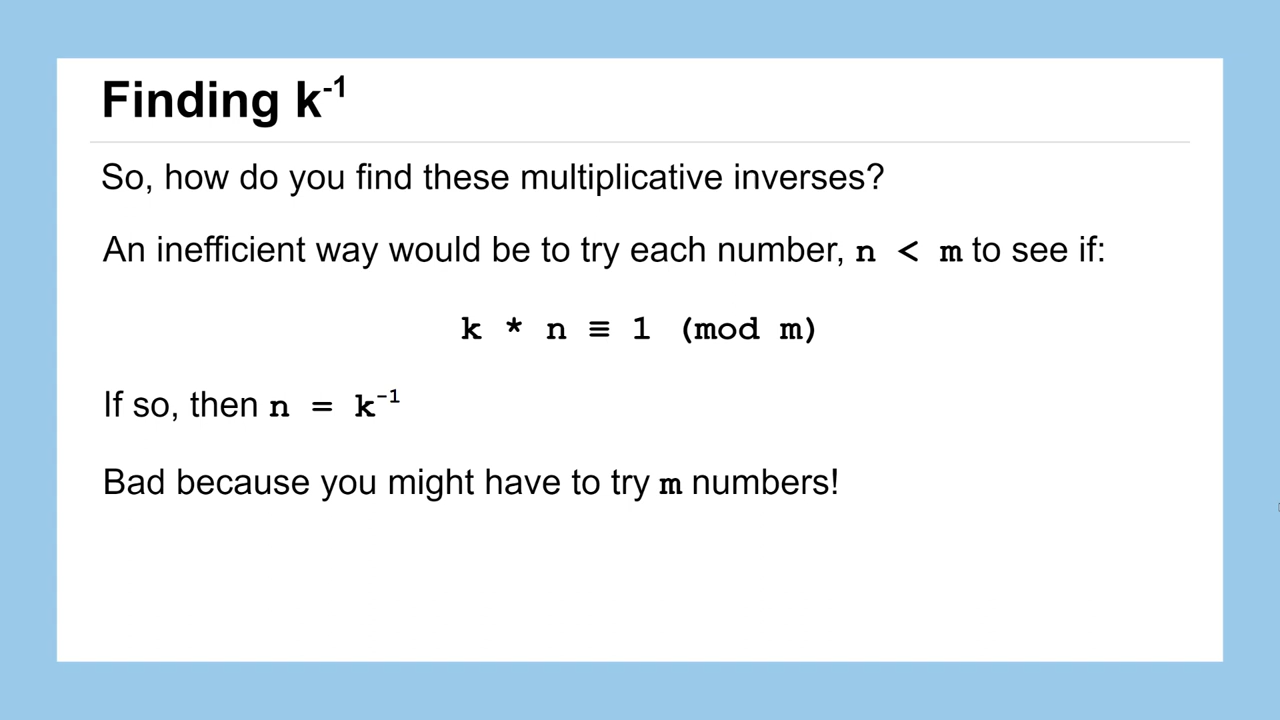 Finding k⁻¹
So, how do you find these multiplicative inverses?
An inefficient way would be to try each number, n < m to see if:
k * n ≡ 1 (mod m)
If so, then n = k⁻¹
Bad because you might have to try m numbers!